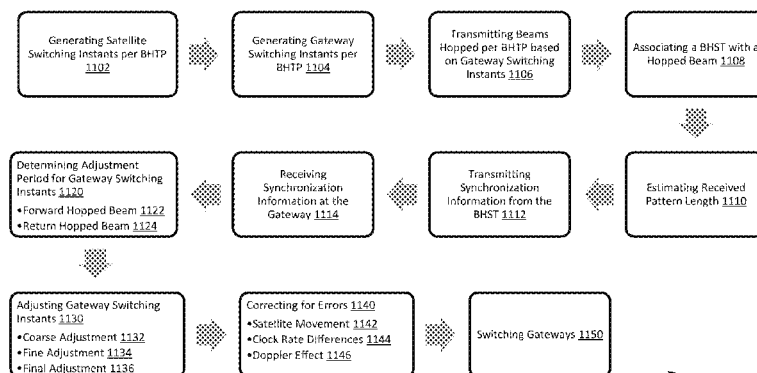 Generating Satellite
Switching Instants per BHTP
1102
Generating Gateway
Switching Instants per
BHTP 1104
Transmitting Beams
Hopped per BHTP based
on Gateway Switching
Instants 1106
Associating a BHST with a
Hopped Beam 1108
Determining Adjustment
Period for Gateway Switching
Instants 1120
•Forward Hopped Beam 1122
•Return Hopped Beam 1124
Receiving
Synchronization
Information at the
Gateway 1114
Transmitting
Synchronization
Information from the
BHST 1112
Estimating Received
Pattern Length 1110
Adjusting Gateway Switching
Instants 1130
•Coarse Adjustment 1132
•Fine Adjustment 1134
•Final Adjustment 1136
Correcting for Errors 1140
•Satellite Movement 1142
•Clock Rate Differences 1144
•Doppler Effect 1146
Switching Gateways 1150